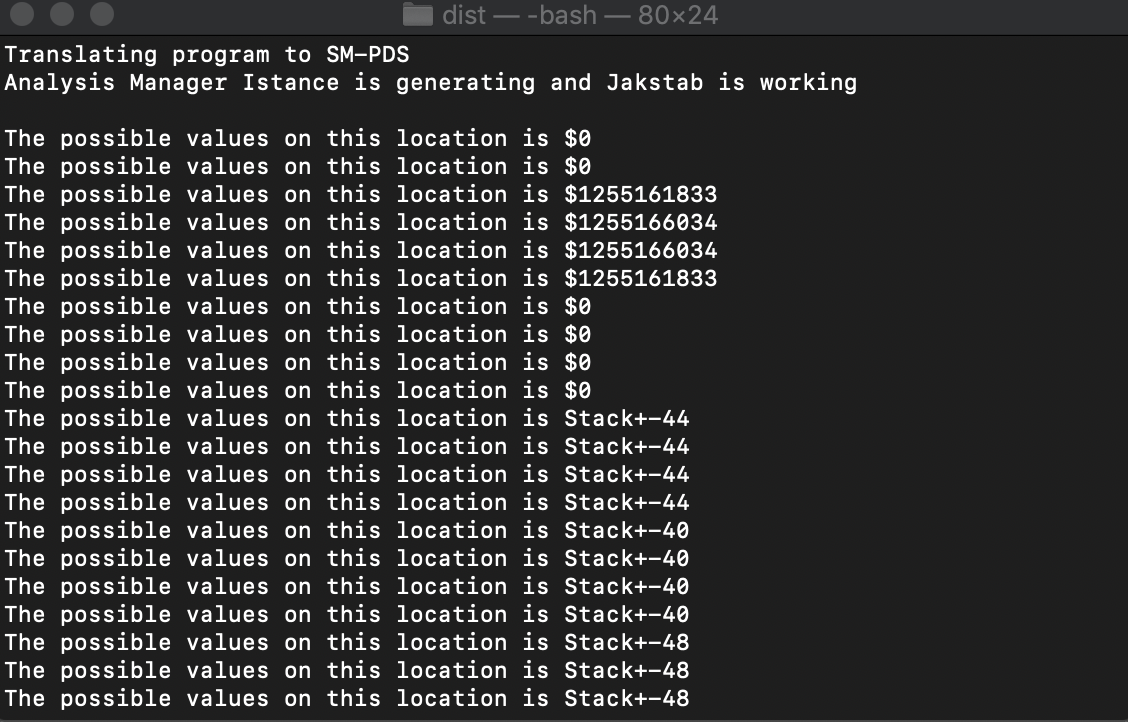 dist — -bash — 80×24
Translating program to SM-PDS
Analysis Manager Istance is generating and Jakstab is working
The possible values on this location is $0
The possible values on this location is $0
The possible values on this location is $1255161833
The possible values on this location is $1255166034
The possible values on this location is $1255166034
The possible values on this location is $1255161833
The possible values on this location is $0
The possible values on this location is $0
The possible values on this location is $0
The possible values on this location is $0
The possible values on this location is Stack+-44
The possible values on this location is Stack+-44
The possible values on this location is Stack+-44
The possible values on this location is Stack+-44
The possible values on this location is Stack+-40
The possible values on this location is Stack+-40
The possible values on this location is Stack+-40
The possible values on this location is Stack+-40
The possible values on this location is Stack+-48
The possible values on this location is Stack+-48
The possible values on this location is Stack+-48